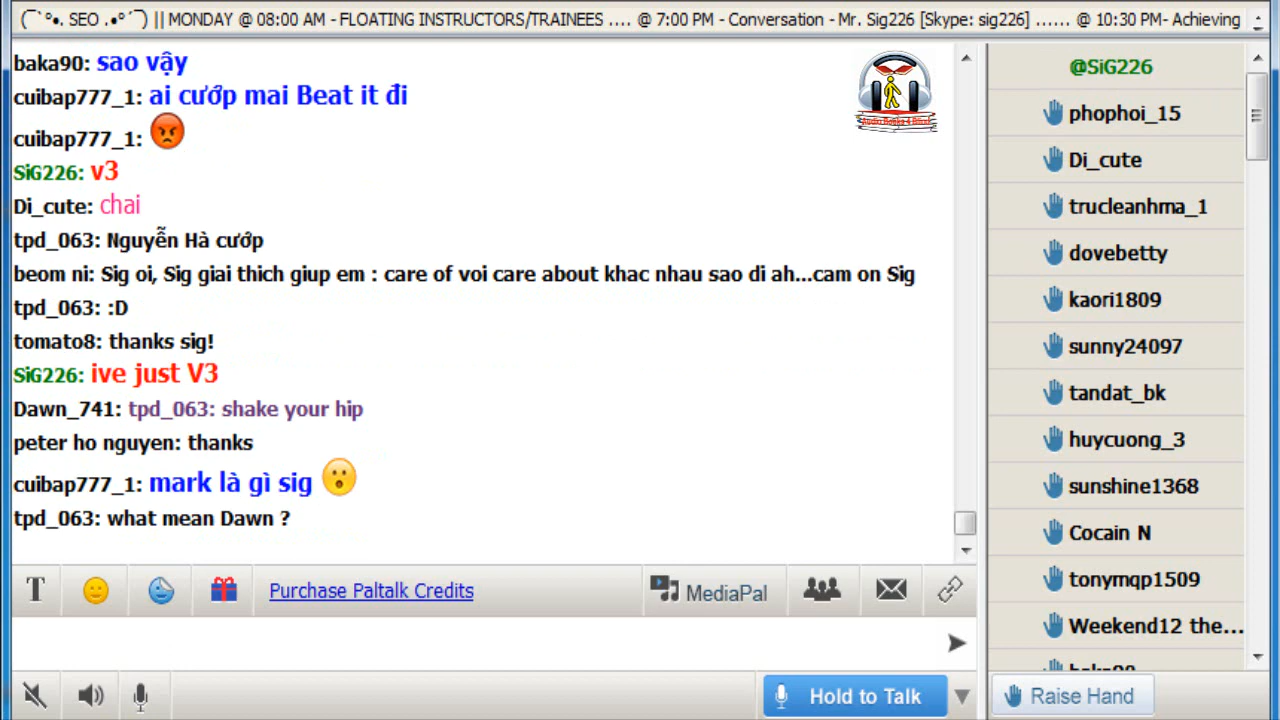 (¯`°•. SEO .•°´¯) || MONDAY @ 08:00 AM - FLOATING INSTRUCTORS/TRAINEES .... @ 7:00 PM - Conversation - Mr. Sig226 [Skype: sig226] ...... @ 10:30 PM- Achieving
baka90: sao vậy
cuibap777_1: ai cướp mai Beat it đi
cuibap777_1:
SiG226: v3
Di_cute: chai
tpd_063: Nguyễn Hà cướp
beom ni: Sig oi, Sig giai thich giup em : care of voi care about khac nhau sao di ah...cam on Sig
tpd_063: :D
tomato8: thanks sig!
SiG226: ive just V3
Dawn_741: tpd_063: shake your hip
peter ho nguyen: thanks
cuibap777_1: mark là gì sig
tpd_063: what mean Dawn ?
Audio Books 4 Blind
@SiG226
phophoi_15
Di_cute
trucleanhma_1
dovebetty
kaori1809
sunny24097
tandat_bk
huycuong_3
sunshine1368
Cocain N
tonymqp1509
Weekend12 the...
baka90
T
Purchase Paltalk Credits
MediaPal
Hold to Talk
Raise Hand